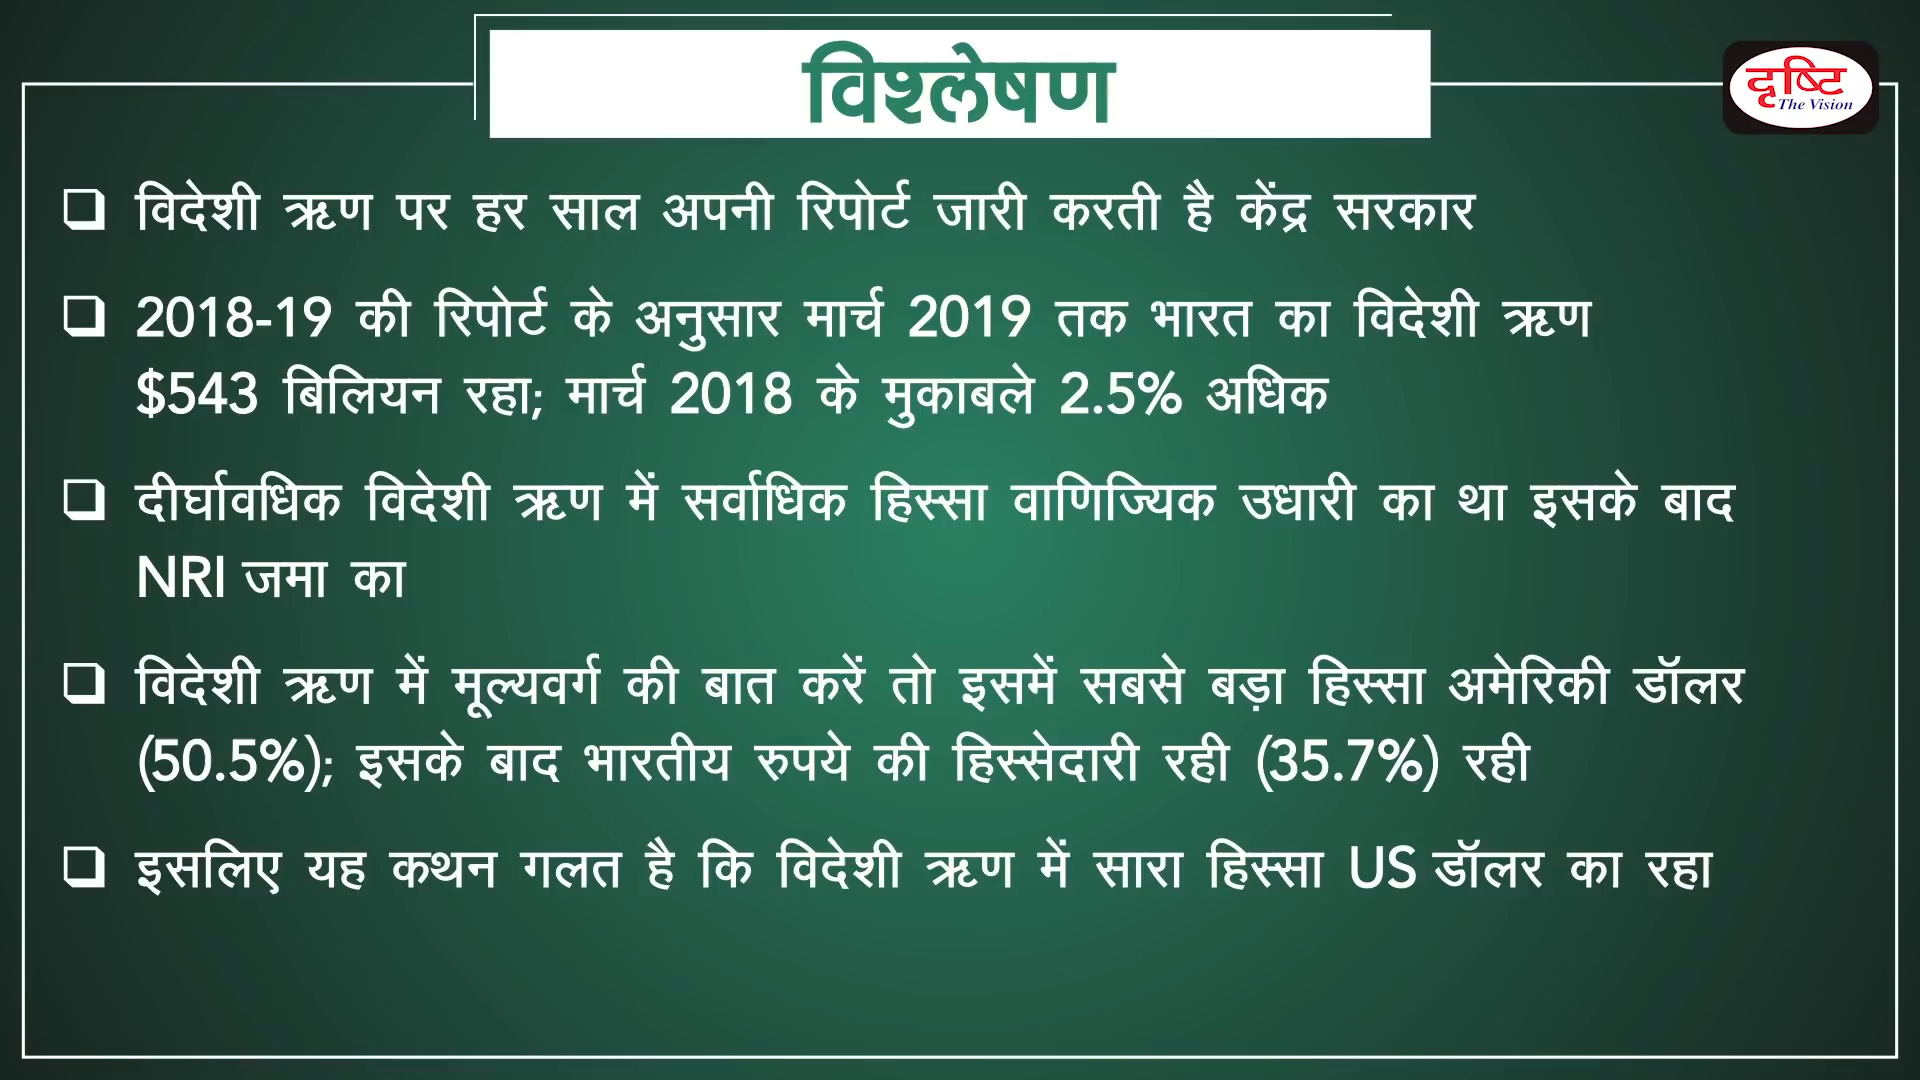 विश्लेषण
दृष्टि
The Vision
❑ विदेशी ऋण पर हर साल अपनी रिपोर्ट जारी करती है केंद्र सरकार
❑ 2018-19 की रिपोर्ट के अनुसार मार्च 2019 तक भारत का विदेशी ऋण
$543 बिलियन रहा; मार्च 2018 के मुकाबले 2.5% अधिक
❑ दीर्घावधिक विदेशी ऋण में सर्वाधिक हिस्सा वाणिज्यिक उधारी का था इसके बाद
NRI जमा का
❑ विदेशी ऋण में मूल्यवर्ग की बात करें तो इसमें सबसे बड़ा हिस्सा अमेरिकी डॉलर
(50.5%); इसके बाद भारतीय रुपये की हिस्सेदारी रही (35.7%) रही
❑ इसलिए यह कथन गलत है कि विदेशी ऋण में सारा हिस्सा US डॉलर का रहा